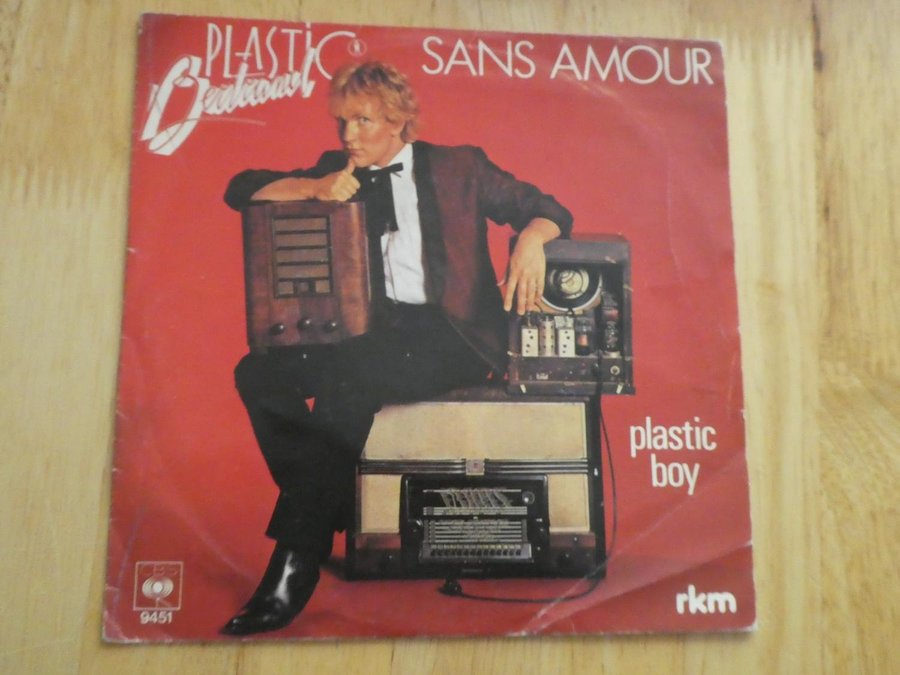 PLASTIC
Bertrand
SANS AMOUR
plastic
boy
CBS
9451
rkm